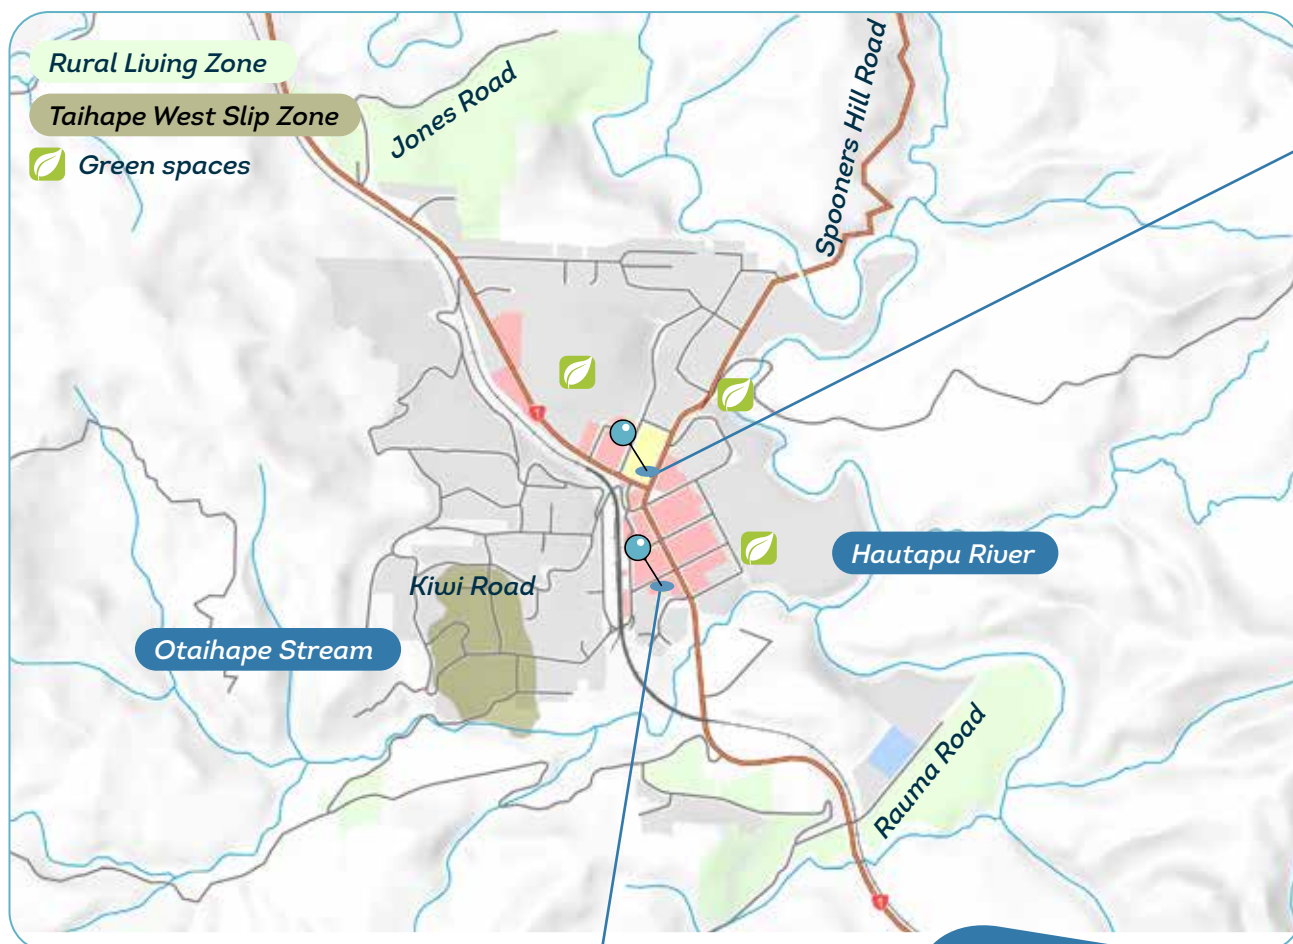 Rural Living Zone
Taihape West Slip Zone
Green spaces
Jones Road
Spooners Hill Road
1
Hautapu River
Kiwi Road
Otaihape Stream
Rauma Road
1